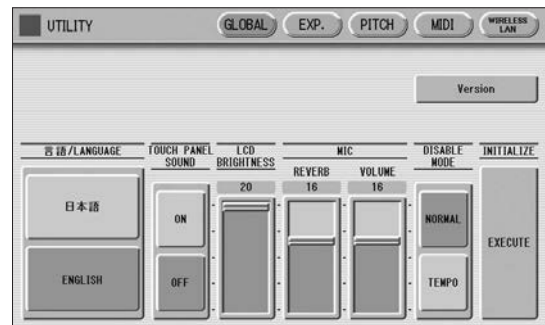 UTILITY
GLOBAL EXP. PITCH MIDI WIRELESS LAN
Version
言語/LANGUAGE
TOUCH PANEL SOUND
LCD BRIGHTNESS
MIC
DISABLE MODE
INITIALIZE
REVERB VOLUME
20 16 16
日本語
ON
NORMAL
EXECUTE
ENGLISH
OFF
TEMPO